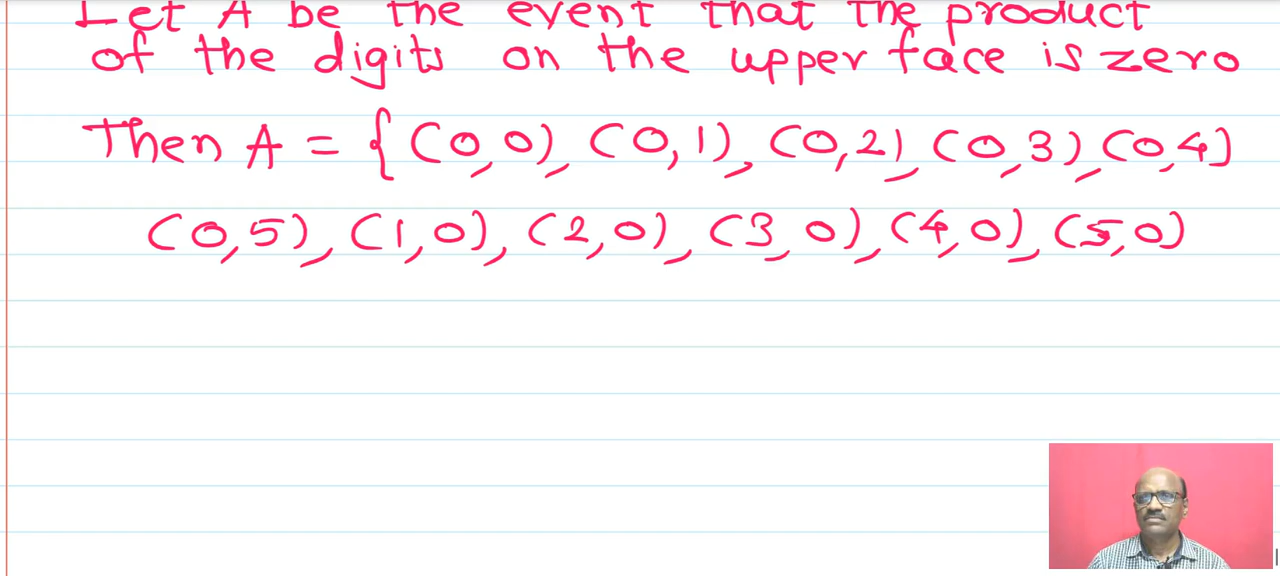 Let A be the event that the product
of the digits on the upper face is zero
Then A = { (0,0), (0,1), (0,2), (0,3), (0,4)
(0,5), (1,0), (2,0), (3,0), (4,0), (5,0)